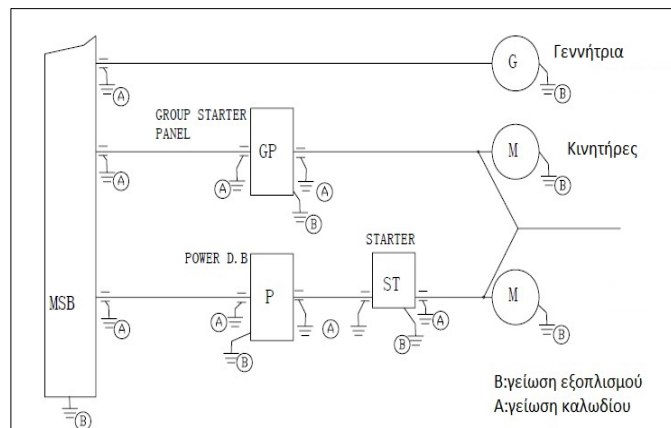 G Γεννήτρια
A
B
GROUP STARTER
PANEL
GP
M
Κινητήρες
A
A
A
B
B
POWER D.B
STARTER
MSB
P
ST
M
A
A
A
A
B
B
B
B
B:γείωση εξοπλισμού
A:γείωση καλωδίου